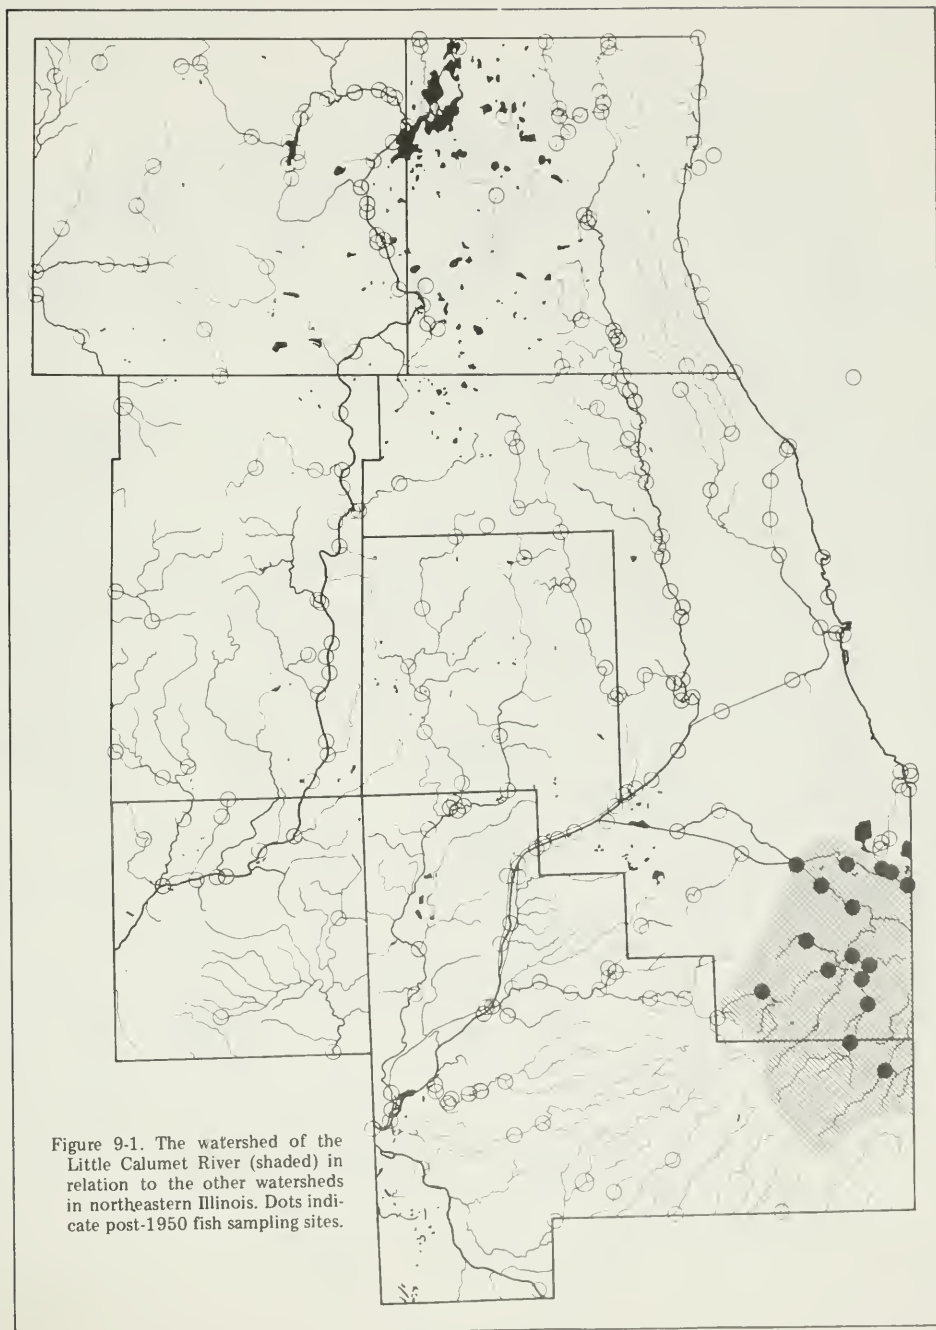 Figure 9-1. The watershed of the
Little Calumet River (shaded) in
relation to the other watersheds
in northeastern Illinois. Dots indi-
cate post-1950 fish sampling sites.